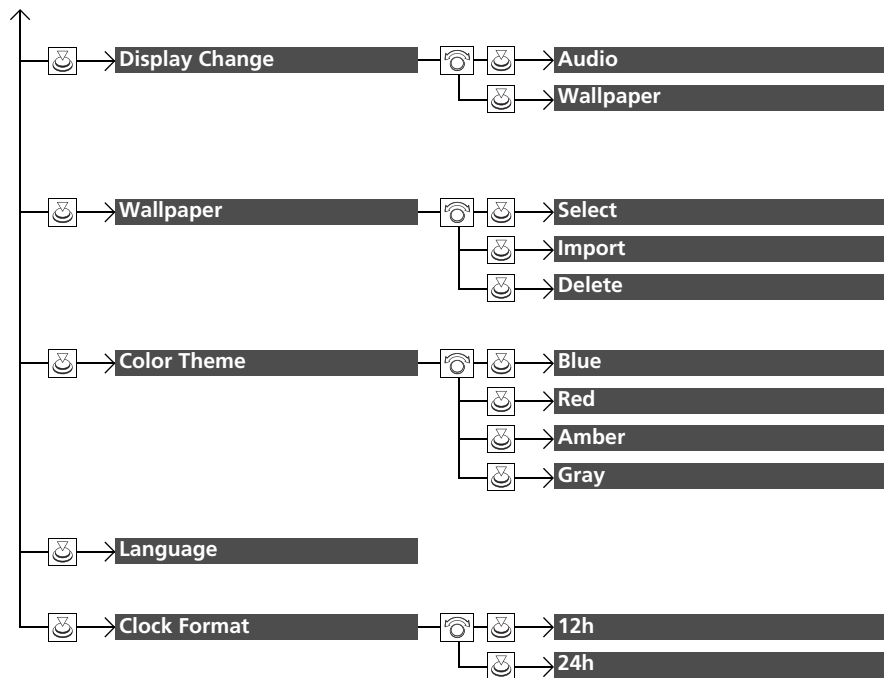 Display Change
Audio
Wallpaper
Wallpaper
Select
Import
Delete
Color Theme
Blue
Red
Amber
Gray
Language
Clock Format
12h
24h